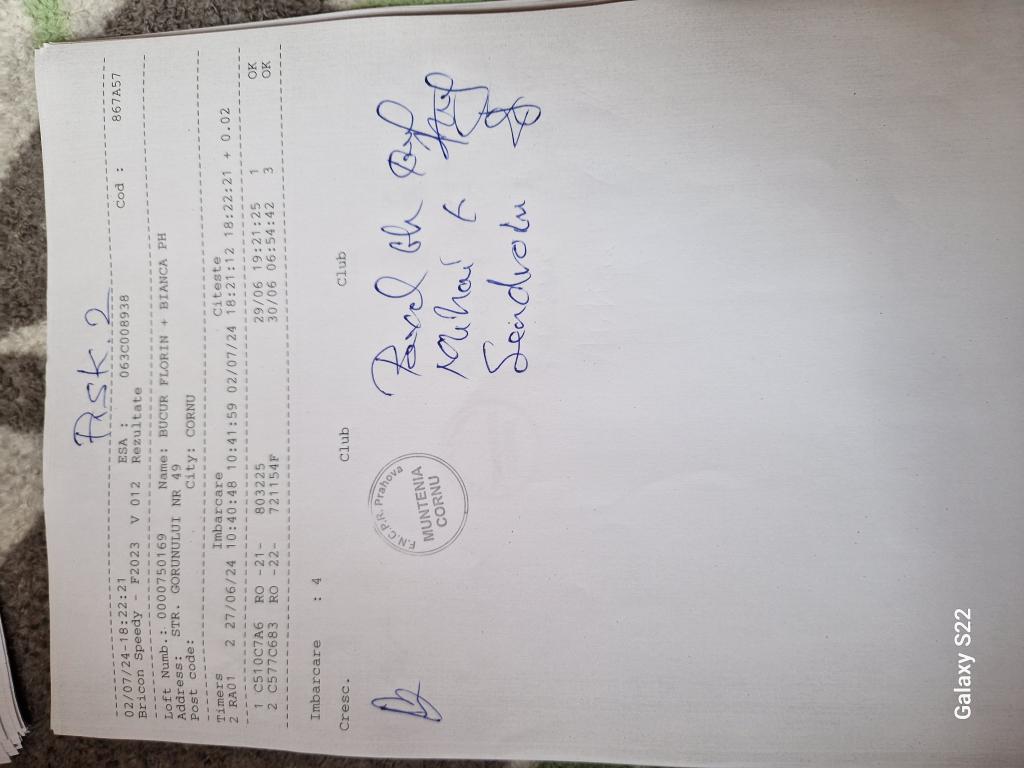 Pisk 2
02/07/24-18:22:21 ESA : 063C008938 Cod : 867A57
Bricon Speedy - F2023 V 012 Rezultate
Loft Numb.: 0000750169 Name: BUCUR FLORIN + BIANCA PH
Address: STR. GORUNULUI NR 49
Post code: City: CORNU
Timers Imbarcare Citeste
2 RA01 2 27/06/24 10:40:48 10:41:59 02/07/24 18:21:12 18:22:21 + 0.02
1 C510C7A6 RO -21- 803225 29/06 19:21:25 1 OK
2 C577C683 RO -22- 721154F 30/06 06:54:42 3 OK
Imbarcare : 4
Cresc. Club Club
F.N.C.P.R. Prahova
MUNTENIA
CORNU
Mihai
Galaxy S22